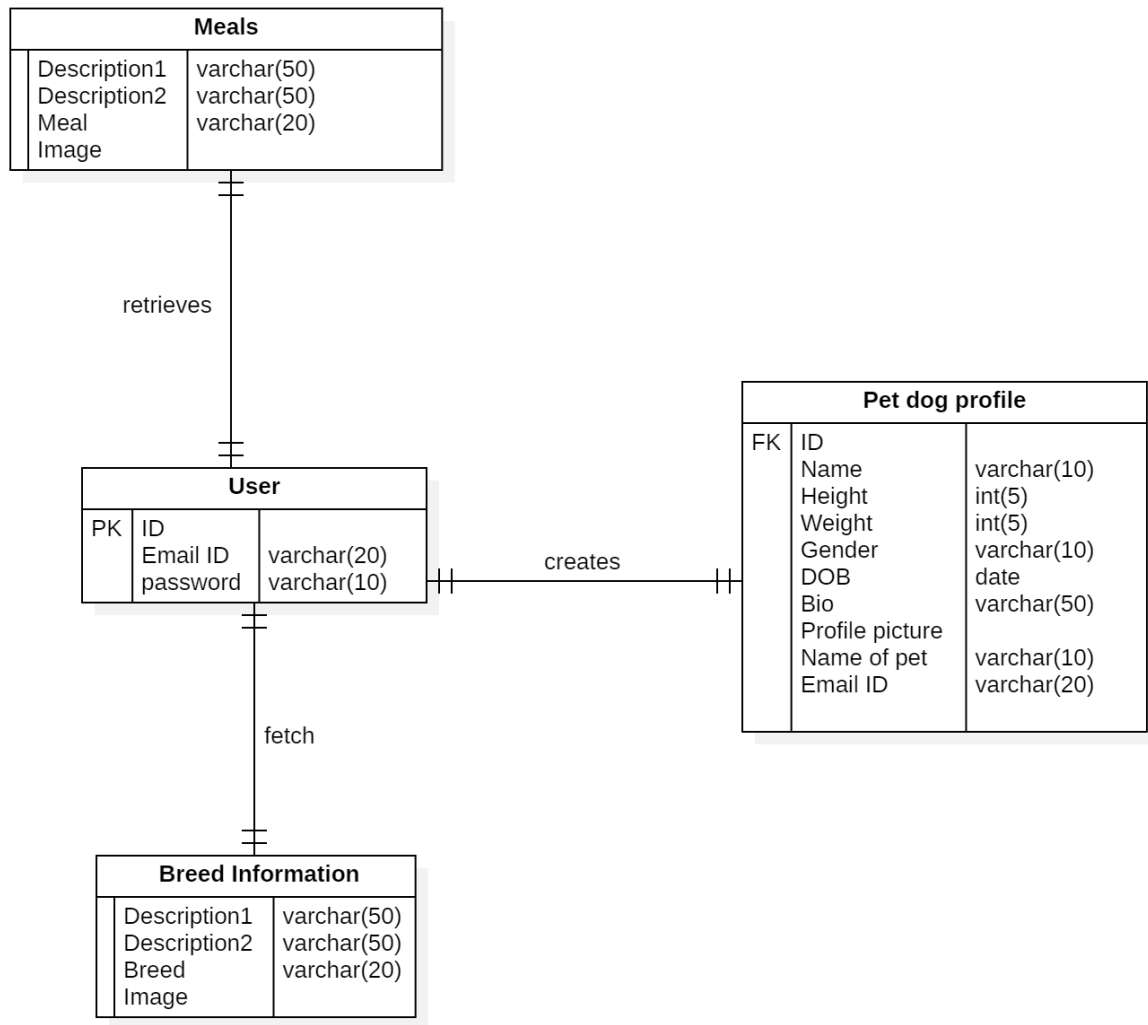 Meals
Description1 varchar(50)
Description2 varchar(50)
Meal varchar(20)
Image
retrieves
User
PK ID
Email ID varchar(20)
password varchar(10)
creates
Pet dog profile
FK ID
Name varchar(10)
Height int(5)
Weight int(5)
Gender varchar(10)
DOB date
Bio varchar(50)
Profile picture
Name of pet varchar(10)
Email ID varchar(20)
fetch
Breed Information
Description1 varchar(50)
Description2 varchar(50)
Breed varchar(20)
Image